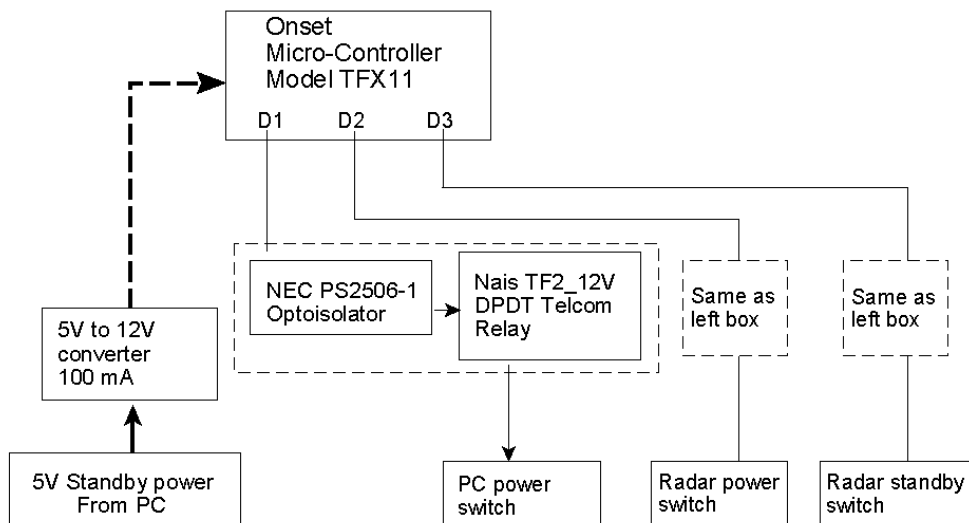 Onset
Micro-Controller
Model TFX11
D1 D2 D3
NEC PS2506-1
Optoisolator
Nais TF2_12V
DPDT Telcom
Relay
Same as
left box
Same as
left box
5V to 12V
converter
100 mA
5V Standby power
From PC
PC power
switch
Radar power
switch
Radar standby
switch